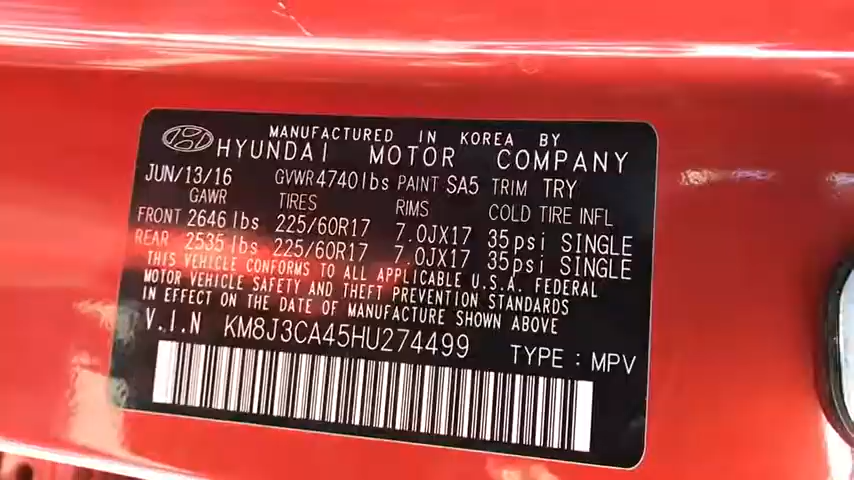 MANUFACTURED IN KOREA BY
HYUNDAI MOTOR COMPANY
JUN/13/16 GVWR 4740lbs PAINT SA5 TRIM TRY
GAWR TIRES RIMS COLD TIRE INFL
FRONT 2646 lbs 225/60R17 7.0JX17 35psi SINGLE
REAR 2535 lbs 225/60R17 7.0JX17 35psi SINGLE
THIS VEHICLE CONFORMS TO ALL APPLICABLE U.S.A. FEDERAL
MOTOR VEHICLE SAFETY AND THEFT PREVENTION STANDARDS
IN EFFECT ON THE DATE OF MANUFACTURE SHOWN ABOVE
V.I.N KM8J3CA45HU274499 TYPE : MPV